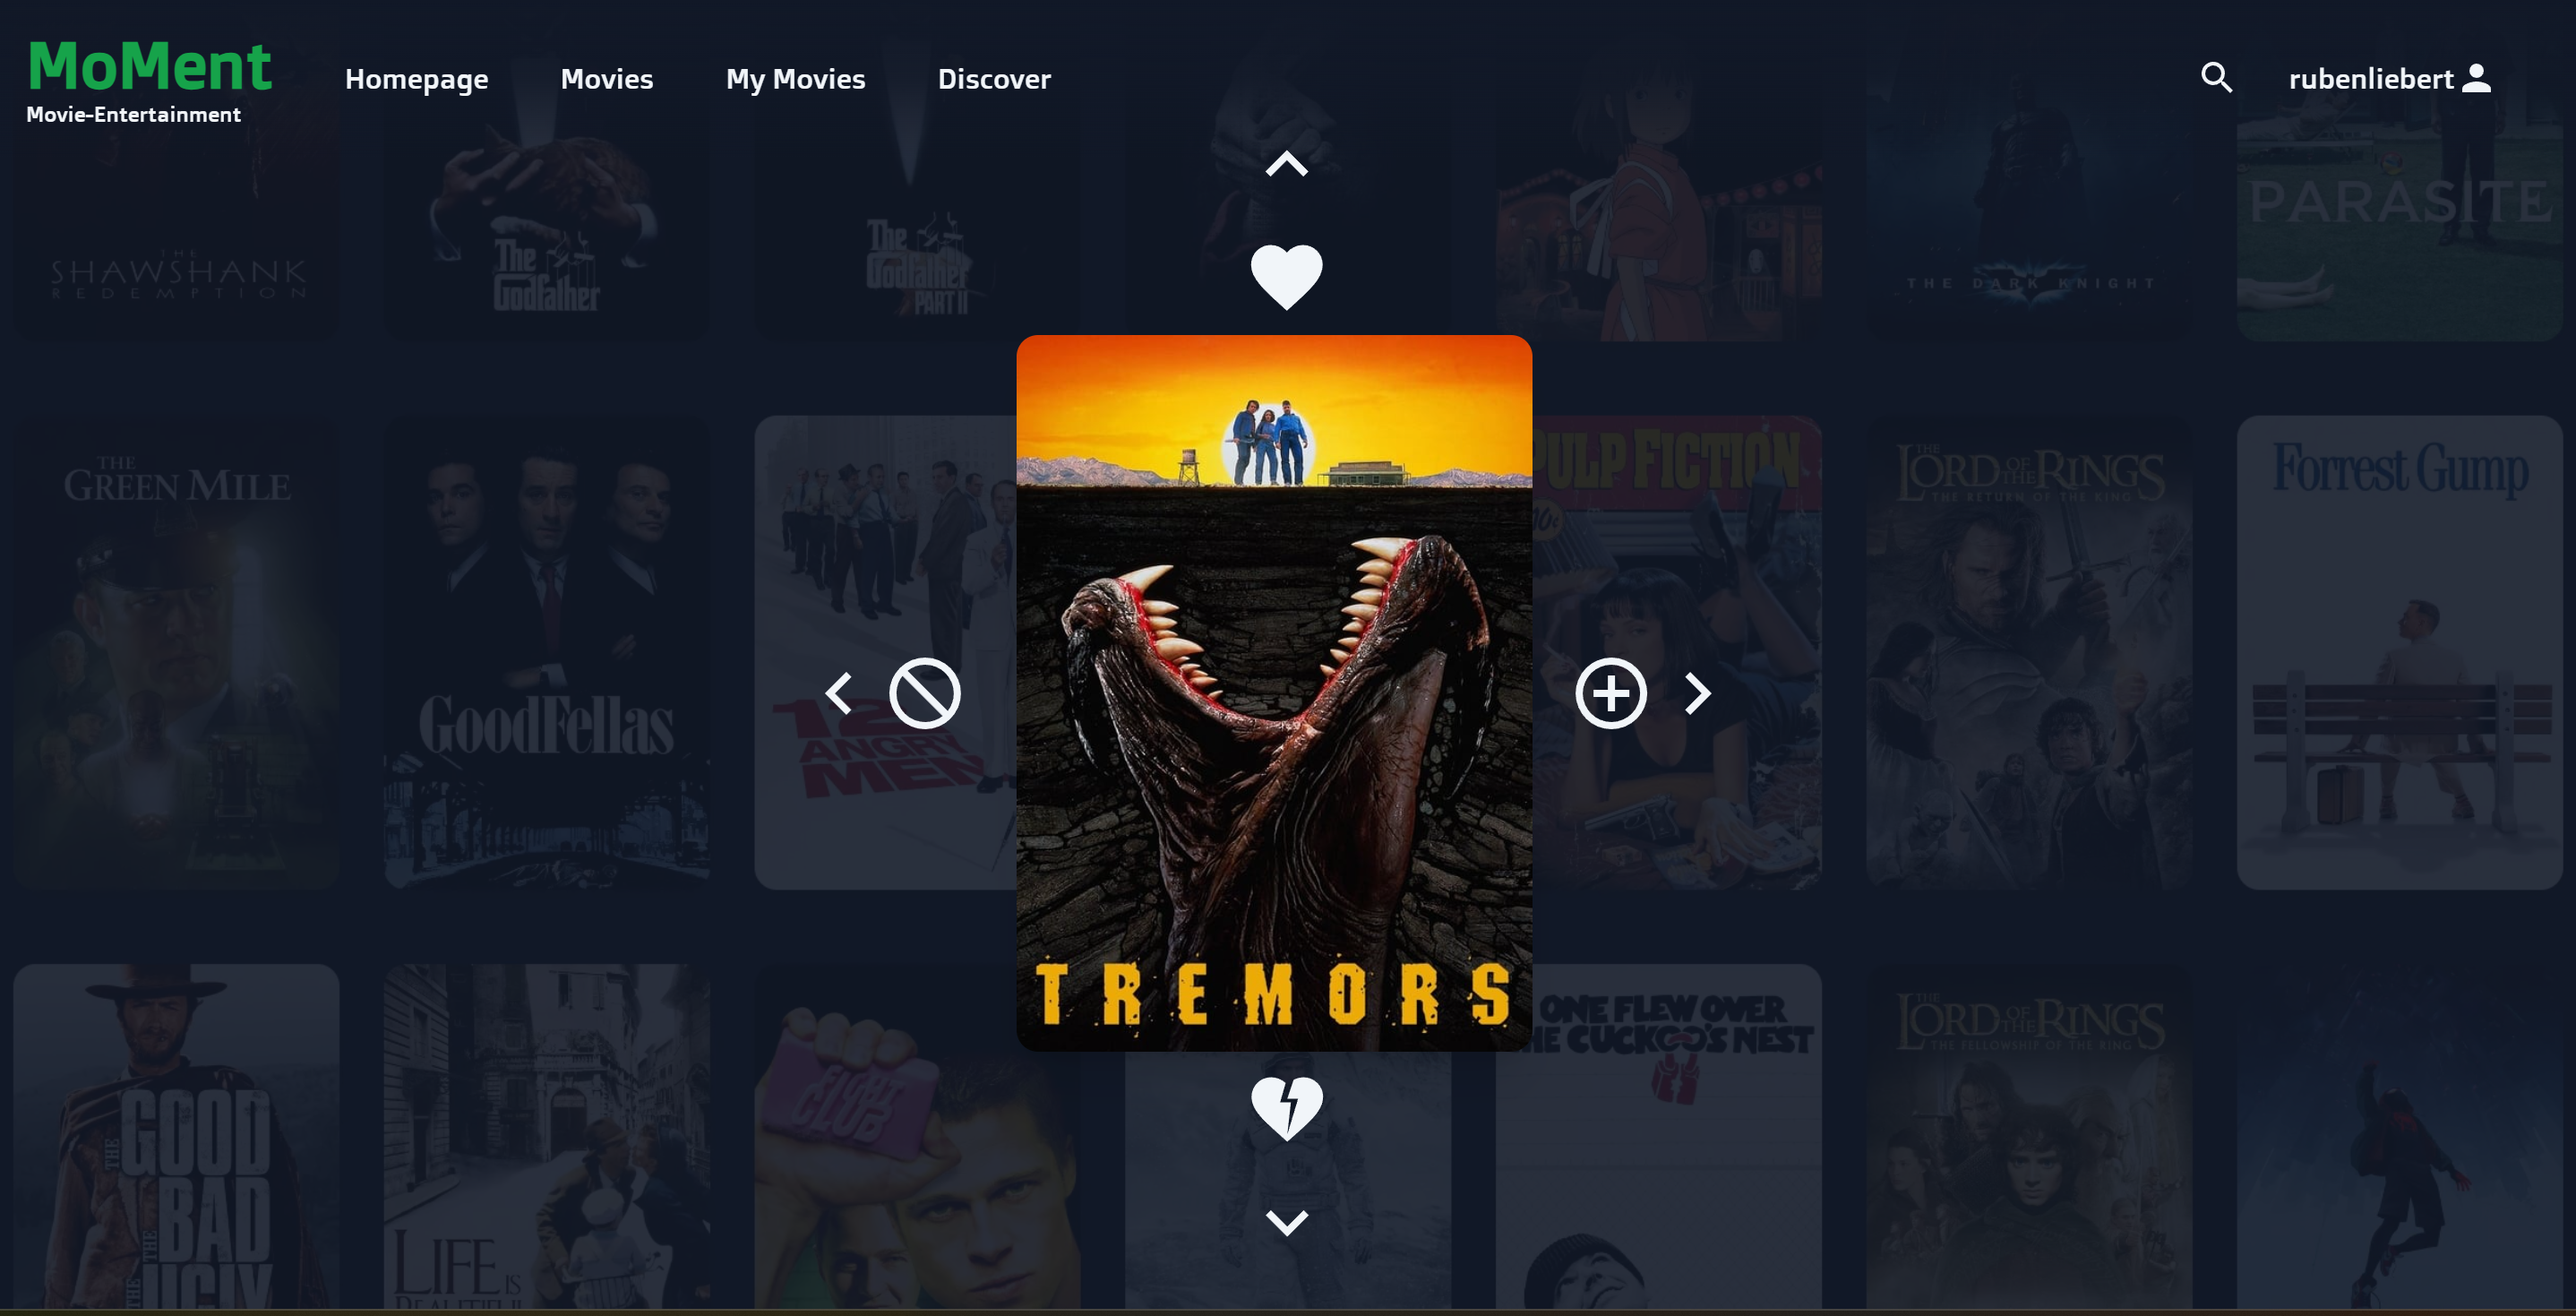 MoMent
Movie-Entertainment
Homepage
Movies
My Movies
Discover
rubenliebert
THE
SHAWSHANK
REDEMPTION
The
Godfather
The
Godfather
PART II
THE DARK KNIGHT
PARASITE
THE
GREEN MILE
GOODFELLAS
12
ANGRY
MEN
TREMORS
PULP FICTION
10¢
THE
LORD OF THE RINGS
THE RETURN OF THE KING
Forrest Gump
THE
GOOD
THE
BAD
THE
UGLY
LIFE IS
BEAUTIFUL
FIGHT
CLUB
ONE FLEW OVER
THE CUCKOO'S NEST
THE
LORD OF THE RINGS
THE FELLOWSHIP OF THE RING